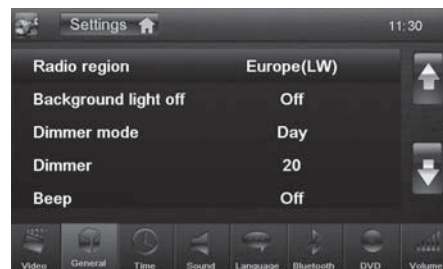 Settings 11:30
Radio region Europe(LW)
Background light off Off
Dimmer mode Day
Dimmer 20
Beep Off
Video General Time Sound Language Bluetooth DVD Volume